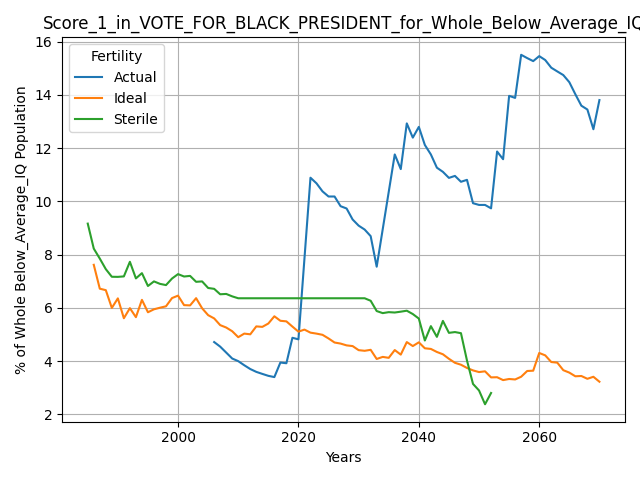 Score_1_in_VOTE_FOR_BLACK_PRESIDENT_for_Whole_Below_Average_IQ
Fertility
Actual
Ideal
Sterile
% of Whole Below_Average_IQ Population
16
14
12
10
8
6
4
2
2000 2020 2040 2060
Years